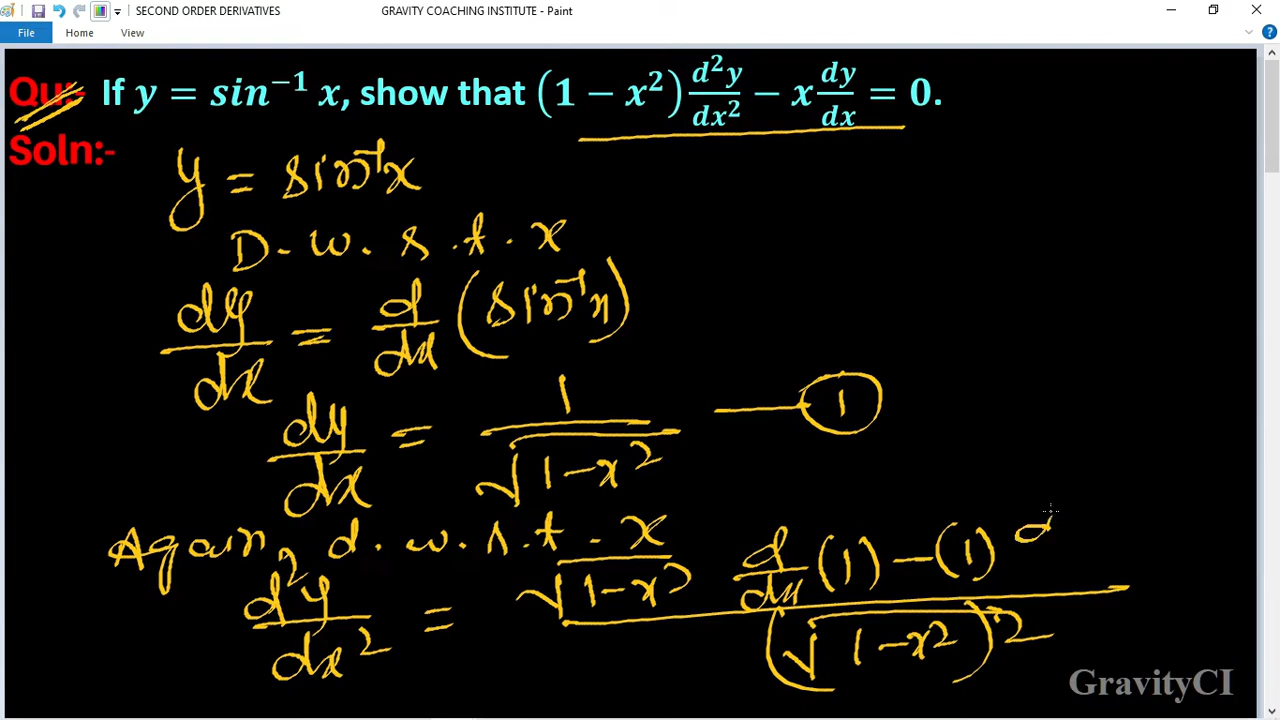 SECOND ORDER DERIVATIVES GRAVITY COACHING INSTITUTE - Paint
File Home View
Qu:- If y = sin⁻¹ x, show that (1 − x²) d²y/dx² − x dy/dx = 0.
Soln:-
y = sin⁻¹x
D. w. r. t. x
dy/dx = d/dx (sin⁻¹x)
dy/dx = 1/√(1−x²) — ①
Again, d. w. r. t. x
d²y/dx² = √(1−x²) d/dx (1) − (1) d / (√(1−x²))²
GravityCI